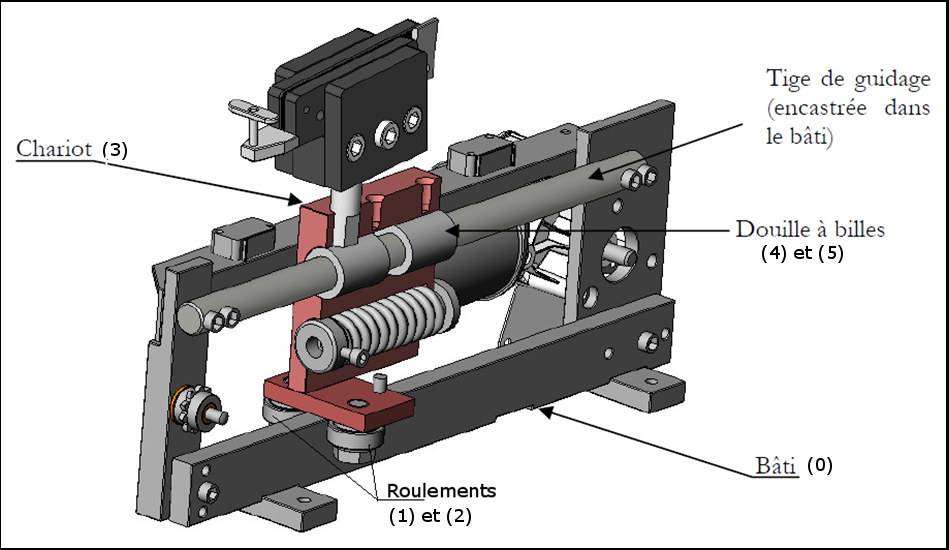 Tige de guidage
(encastrée dans
le bâti)
Chariot (3)
Douille à billes
(4) et (5)
Bâti (0)
Roulements
(1) et (2)